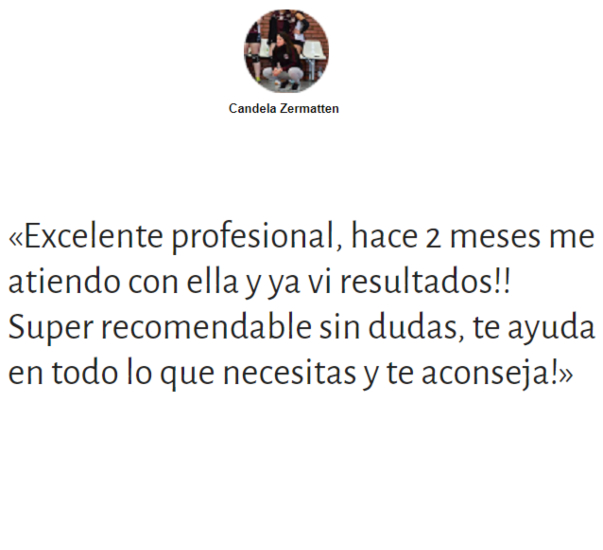 Candela Zermatten
«Excelente profesional, hace 2 meses me
atiendo con ella y ya vi resultados!!
Super recomendable sin dudas, te ayuda
en todo lo que necesitas y te aconseja!»